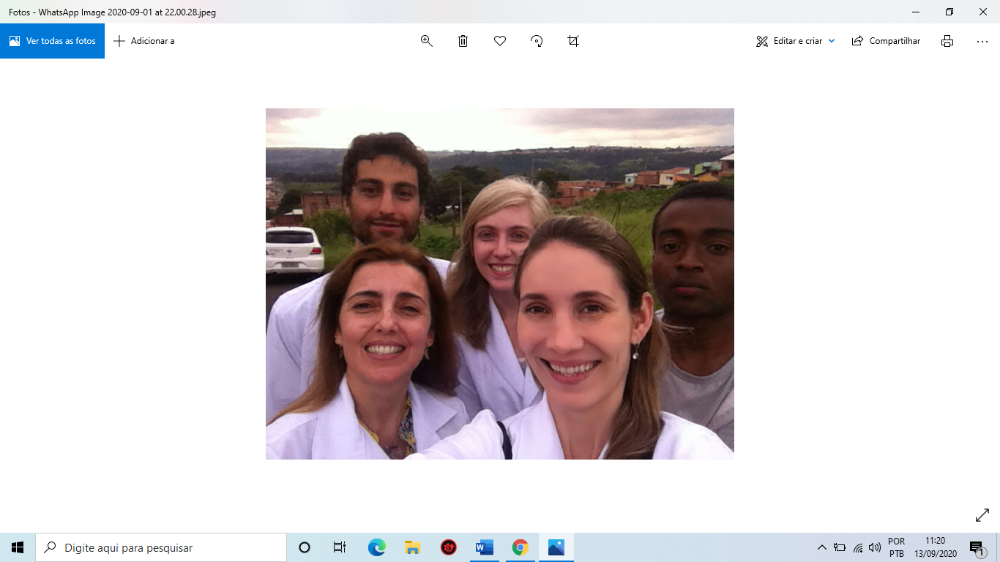 Fotos - WhatsApp Image 2020-09-01 at 22.00.28.jpeg
Ver todas as fotos
Adicionar a
Editar e criar
Compartilhar
Digite aqui para pesquisar
POR
PTB
11:20
13/09/2020
1